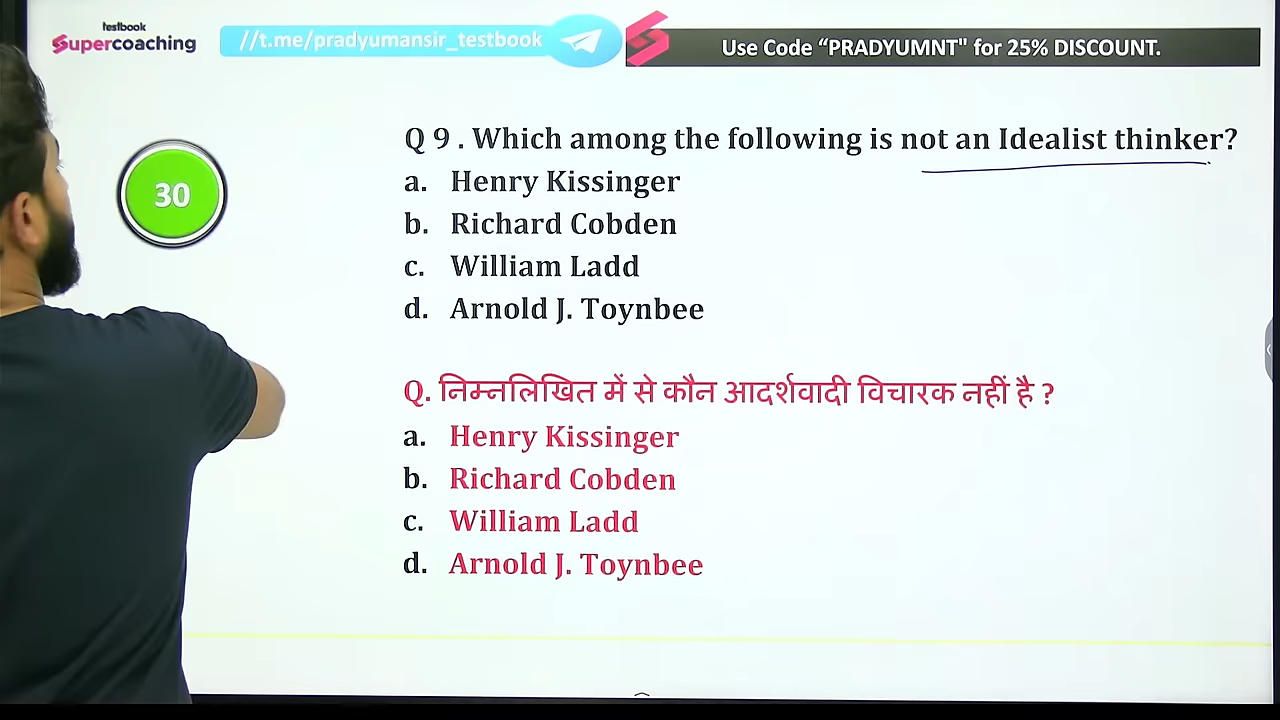 testbook
Supercoaching
//t.me/pradyumansir_testbook
Use Code “PRADYUMNT" for 25% DISCOUNT.
30
Q 9 . Which among the following is not an Idealist thinker?
a. Henry Kissinger
b. Richard Cobden
c. William Ladd
d. Arnold J. Toynbee
Q. निम्नलिखित में से कौन आदर्शवादी विचारक नहीं है ?
a. Henry Kissinger
b. Richard Cobden
c. William Ladd
d. Arnold J. Toynbee